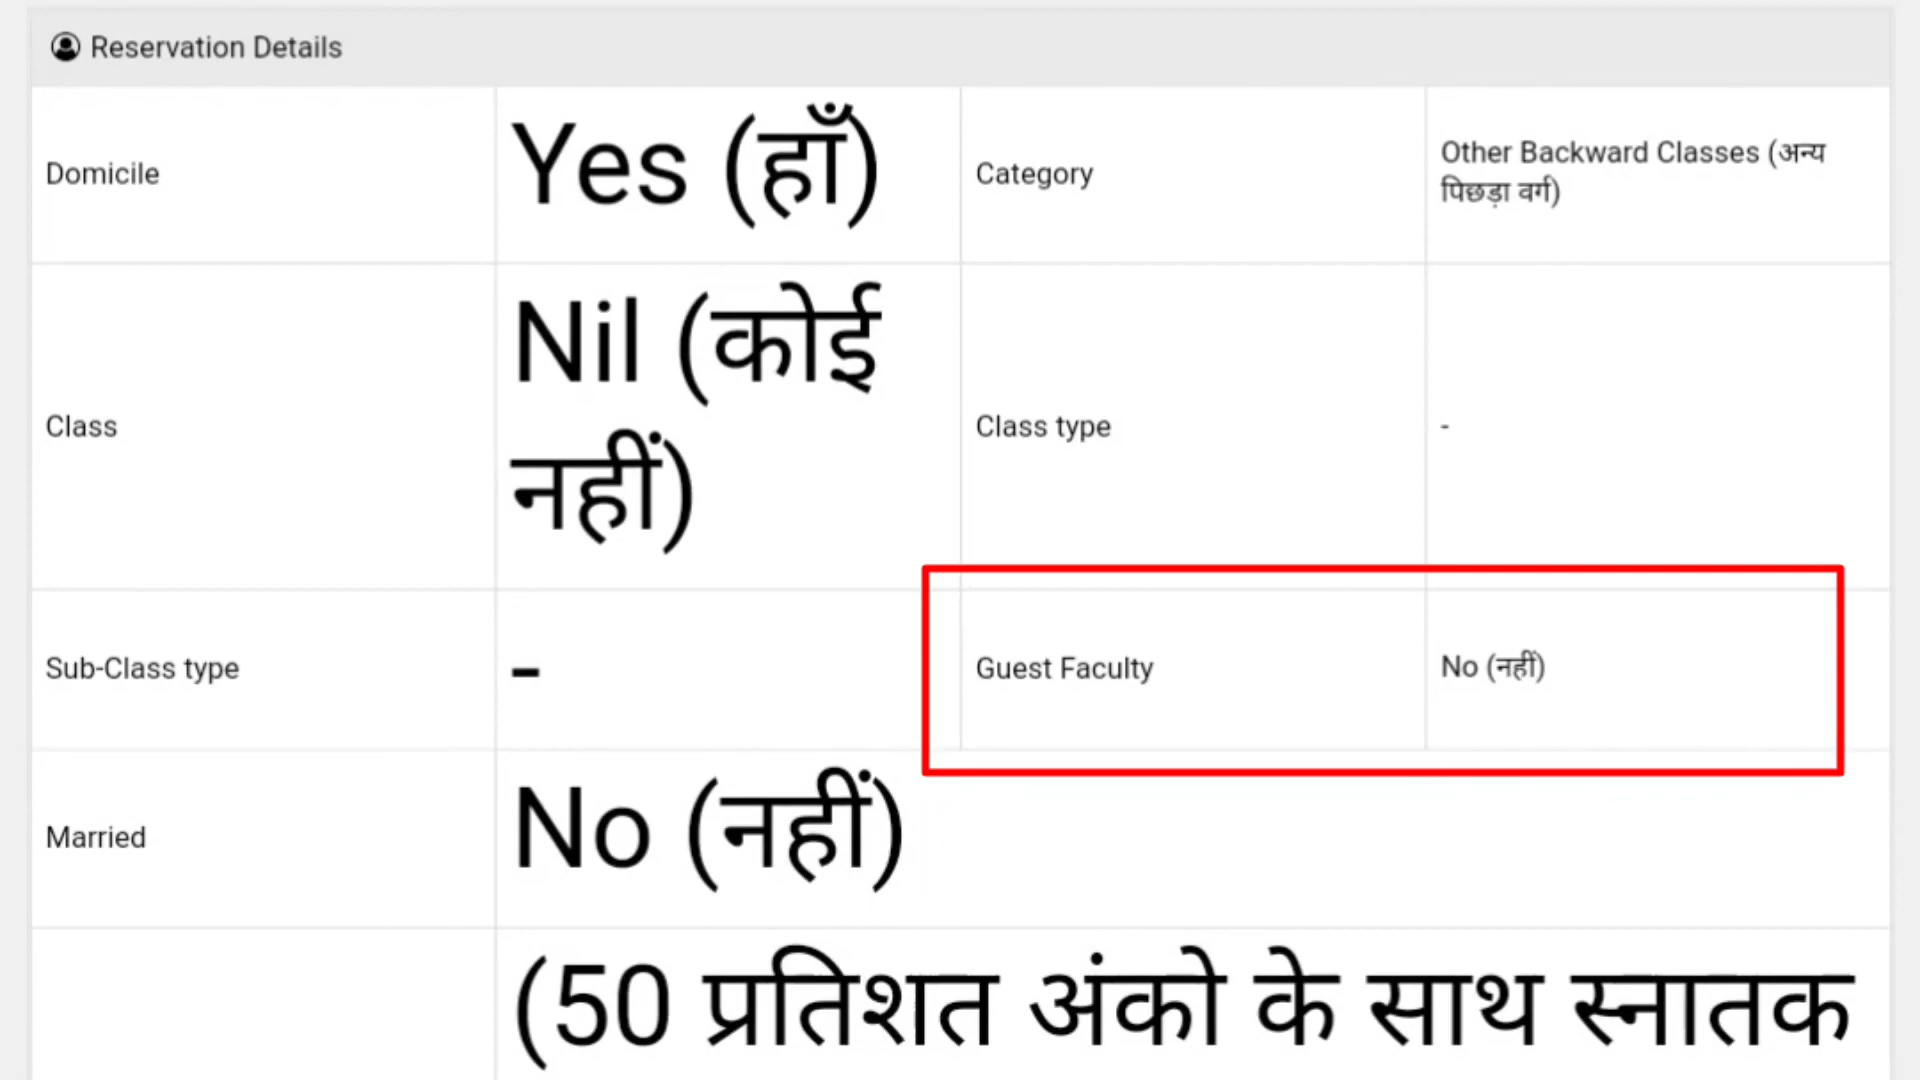 Reservation Details
Domicile
Yes (हाँ)
Category
Other Backward Classes (अन्य
पिछड़ा वर्ग)
Class
Nil (कोई
नहीं)
Class type
-
Sub-Class type
-
Guest Faculty
No (नहीं)
Married
No (नहीं)
(50 प्रतिशत अंको के साथ स्नातक